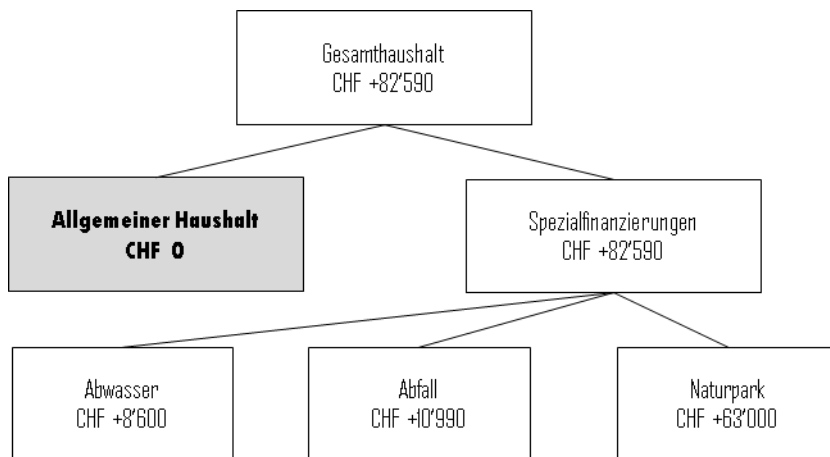 Gesamthaushalt
CHF +82'590
Allgemeiner Haushalt
CHF 0
Spezialfinanzierungen
CHF +82'590
Abwasser
CHF +8'600
Abfall
CHF +10'990
Naturpark
CHF +63'000